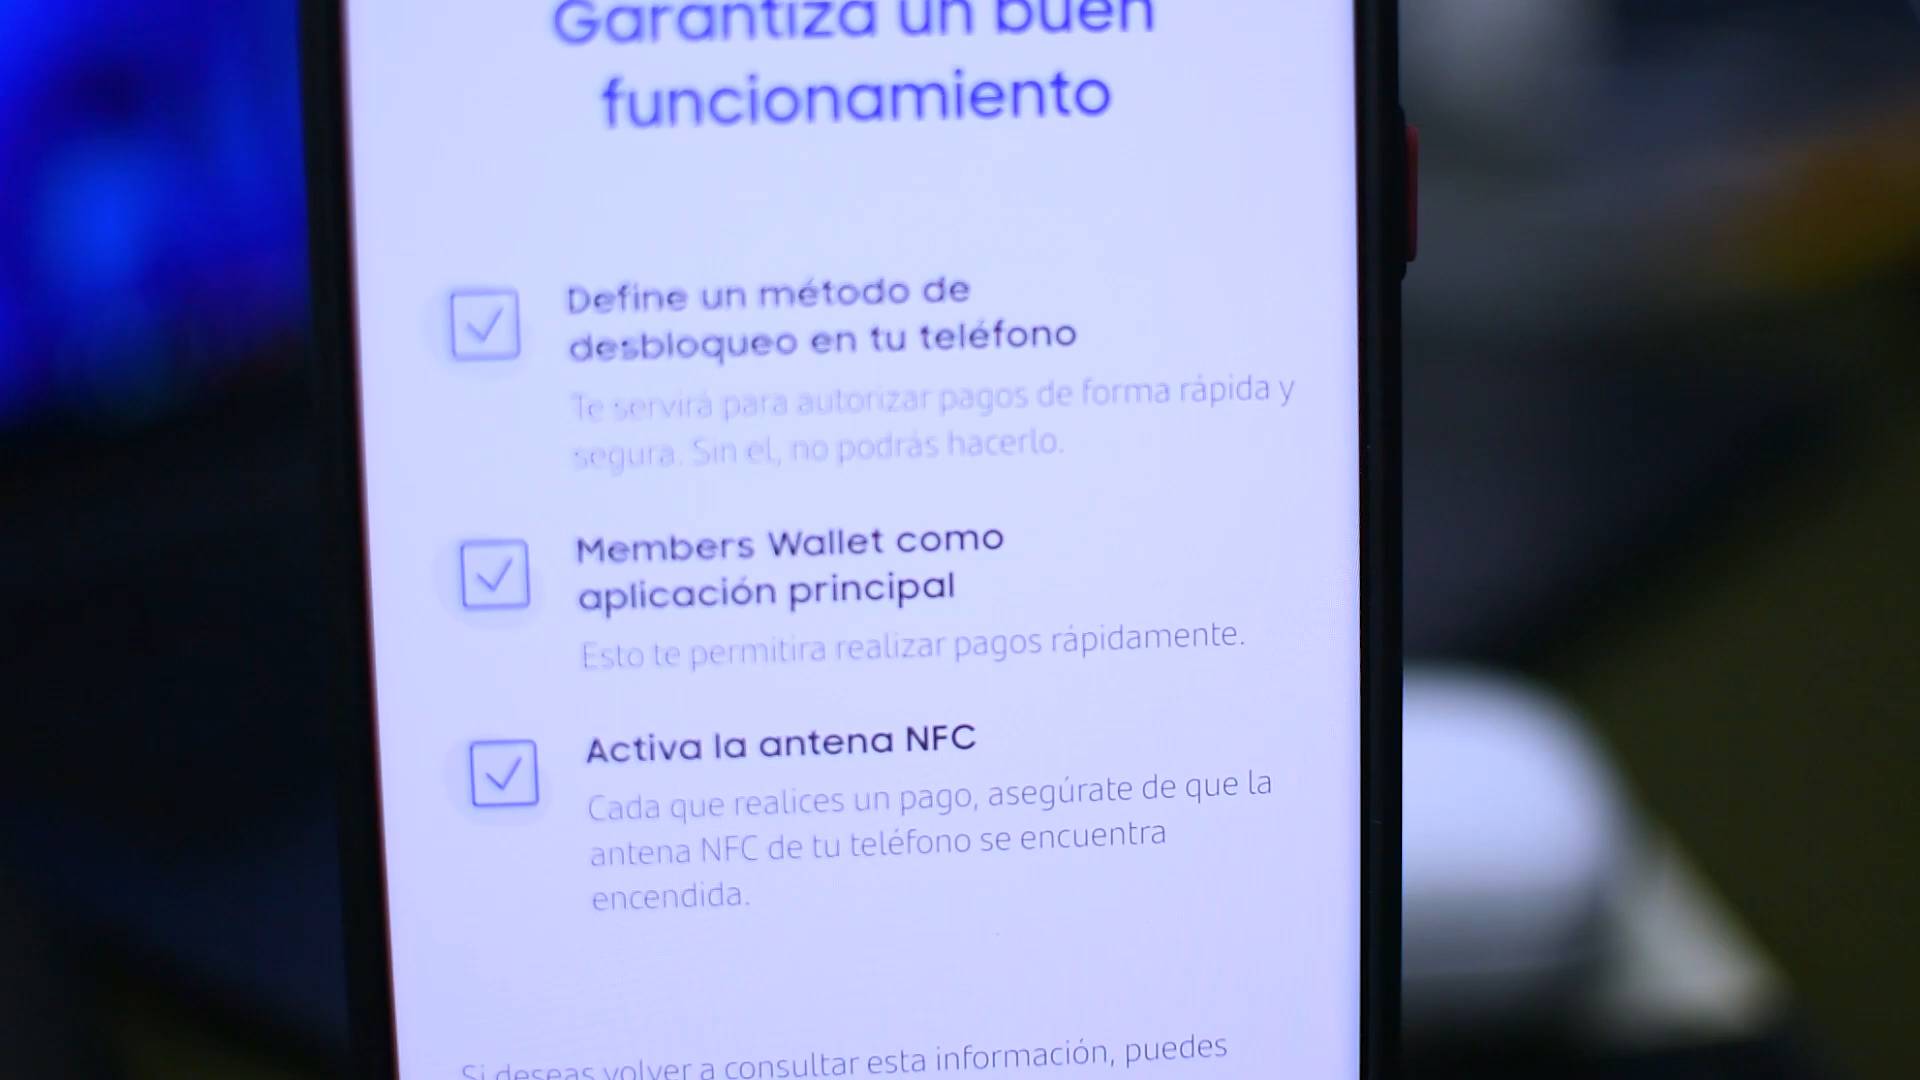 Garantiza un buen
funcionamiento
Define un método de
desbloqueo en tu teléfono
Te servirá para autorizar pagos de forma rápida y
segura. Sin el, no podrás hacerlo.
Members Wallet como
aplicación principal
Esto te permitira realizar pagos rápidamente.
Activa la antena NFC
Cada que realices un pago, asegúrate de que la
antena NFC de tu teléfono se encuentra
encendida.
Si deseas volver a consultar esta información, puedes